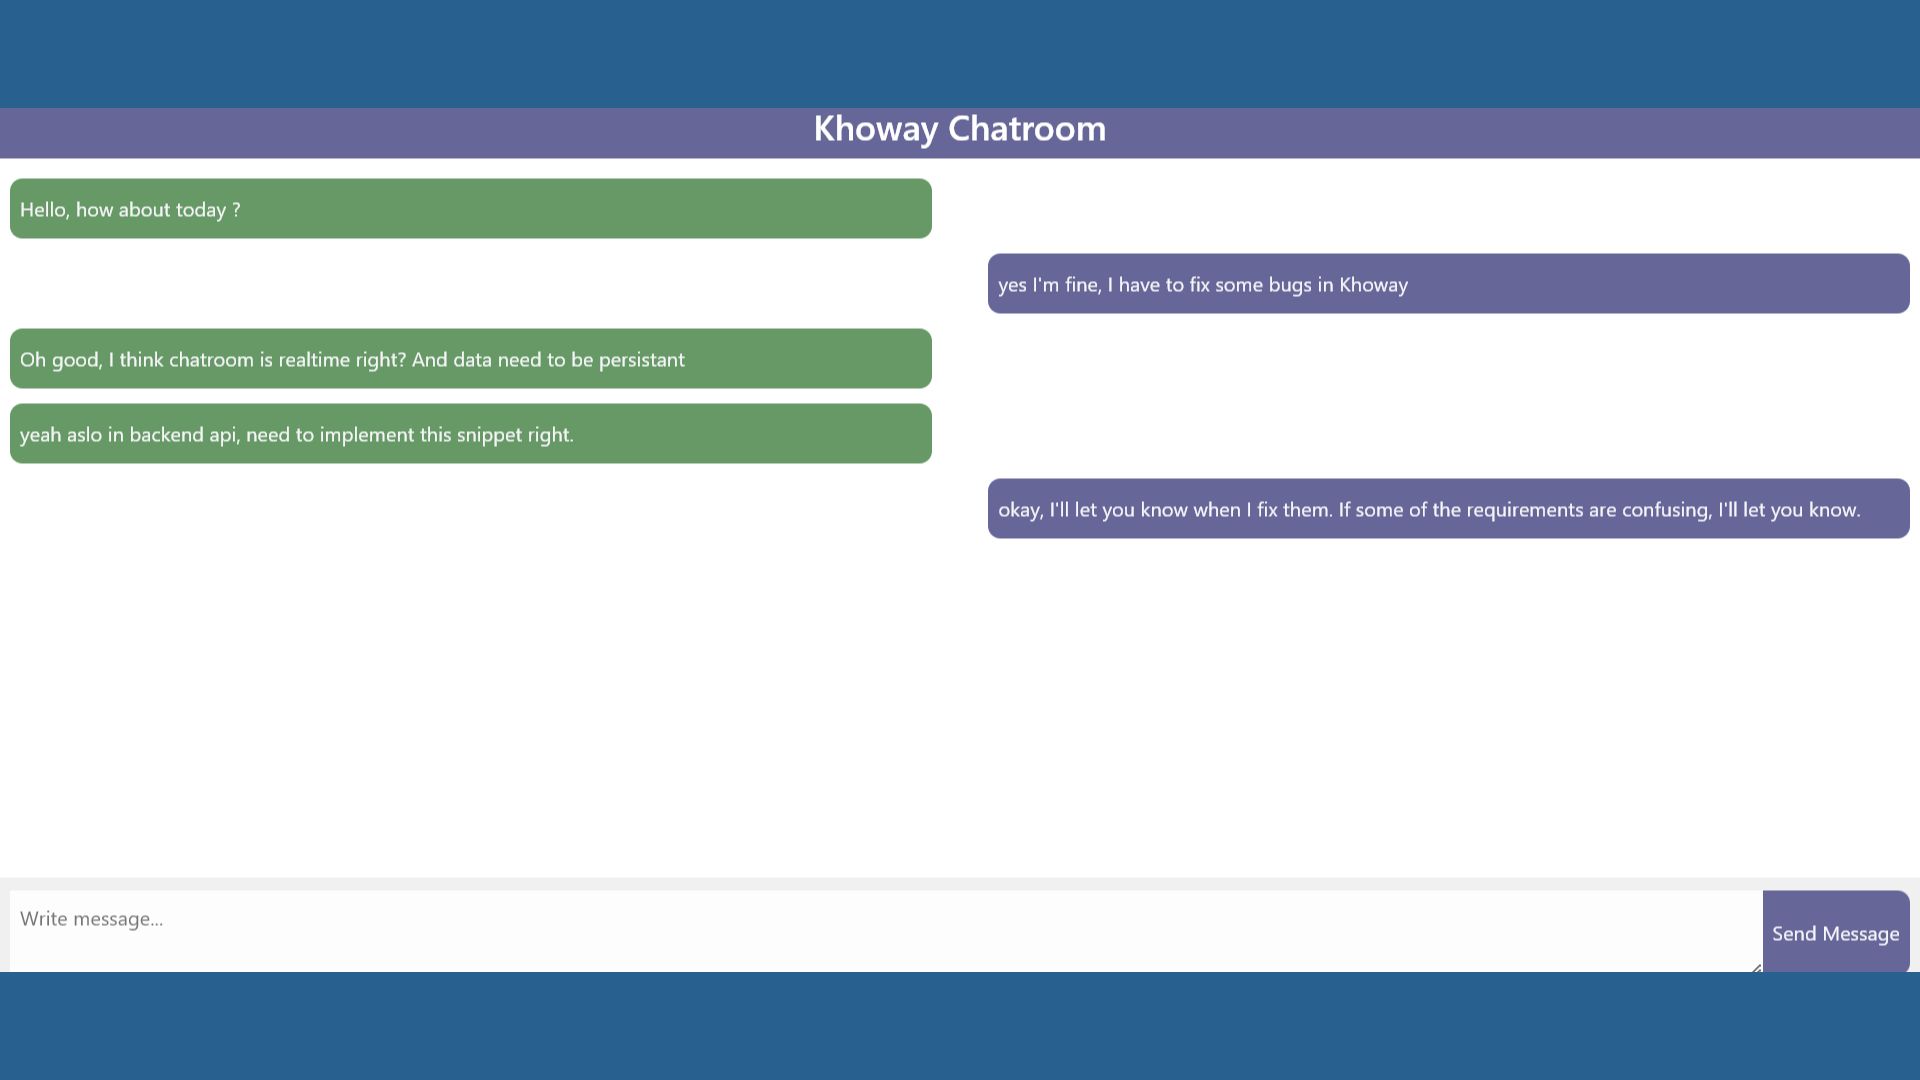 Khoway Chatroom
Hello, how about today ?
yes I'm fine, I have to fix some bugs in Khoway
Oh good, I think chatroom is realtime right? And data need to be persistant
yeah aslo in backend api, need to implement this snippet right.
okay, I'll let you know when I fix them. If some of the requirements are confusing, I'll let you know.
Write message...
Send Message